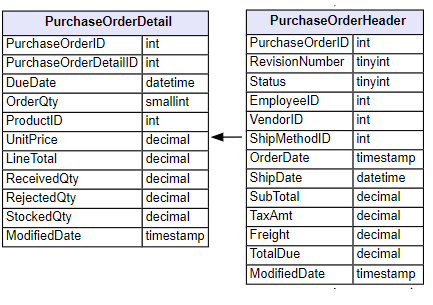 PurchaseOrderDetail
PurchaseOrderID int
PurchaseOrderDetailID int
DueDate datetime
OrderQty smallint
ProductID int
UnitPrice decimal
LineTotal decimal
ReceivedQty decimal
RejectedQty decimal
StockedQty decimal
ModifiedDate timestamp
PurchaseOrderHeader
PurchaseOrderID int
RevisionNumber tinyint
Status tinyint
EmployeeID int
VendorID int
ShipMethodID int
OrderDate timestamp
ShipDate datetime
SubTotal decimal
TaxAmt decimal
Freight decimal
TotalDue decimal
ModifiedDate timestamp